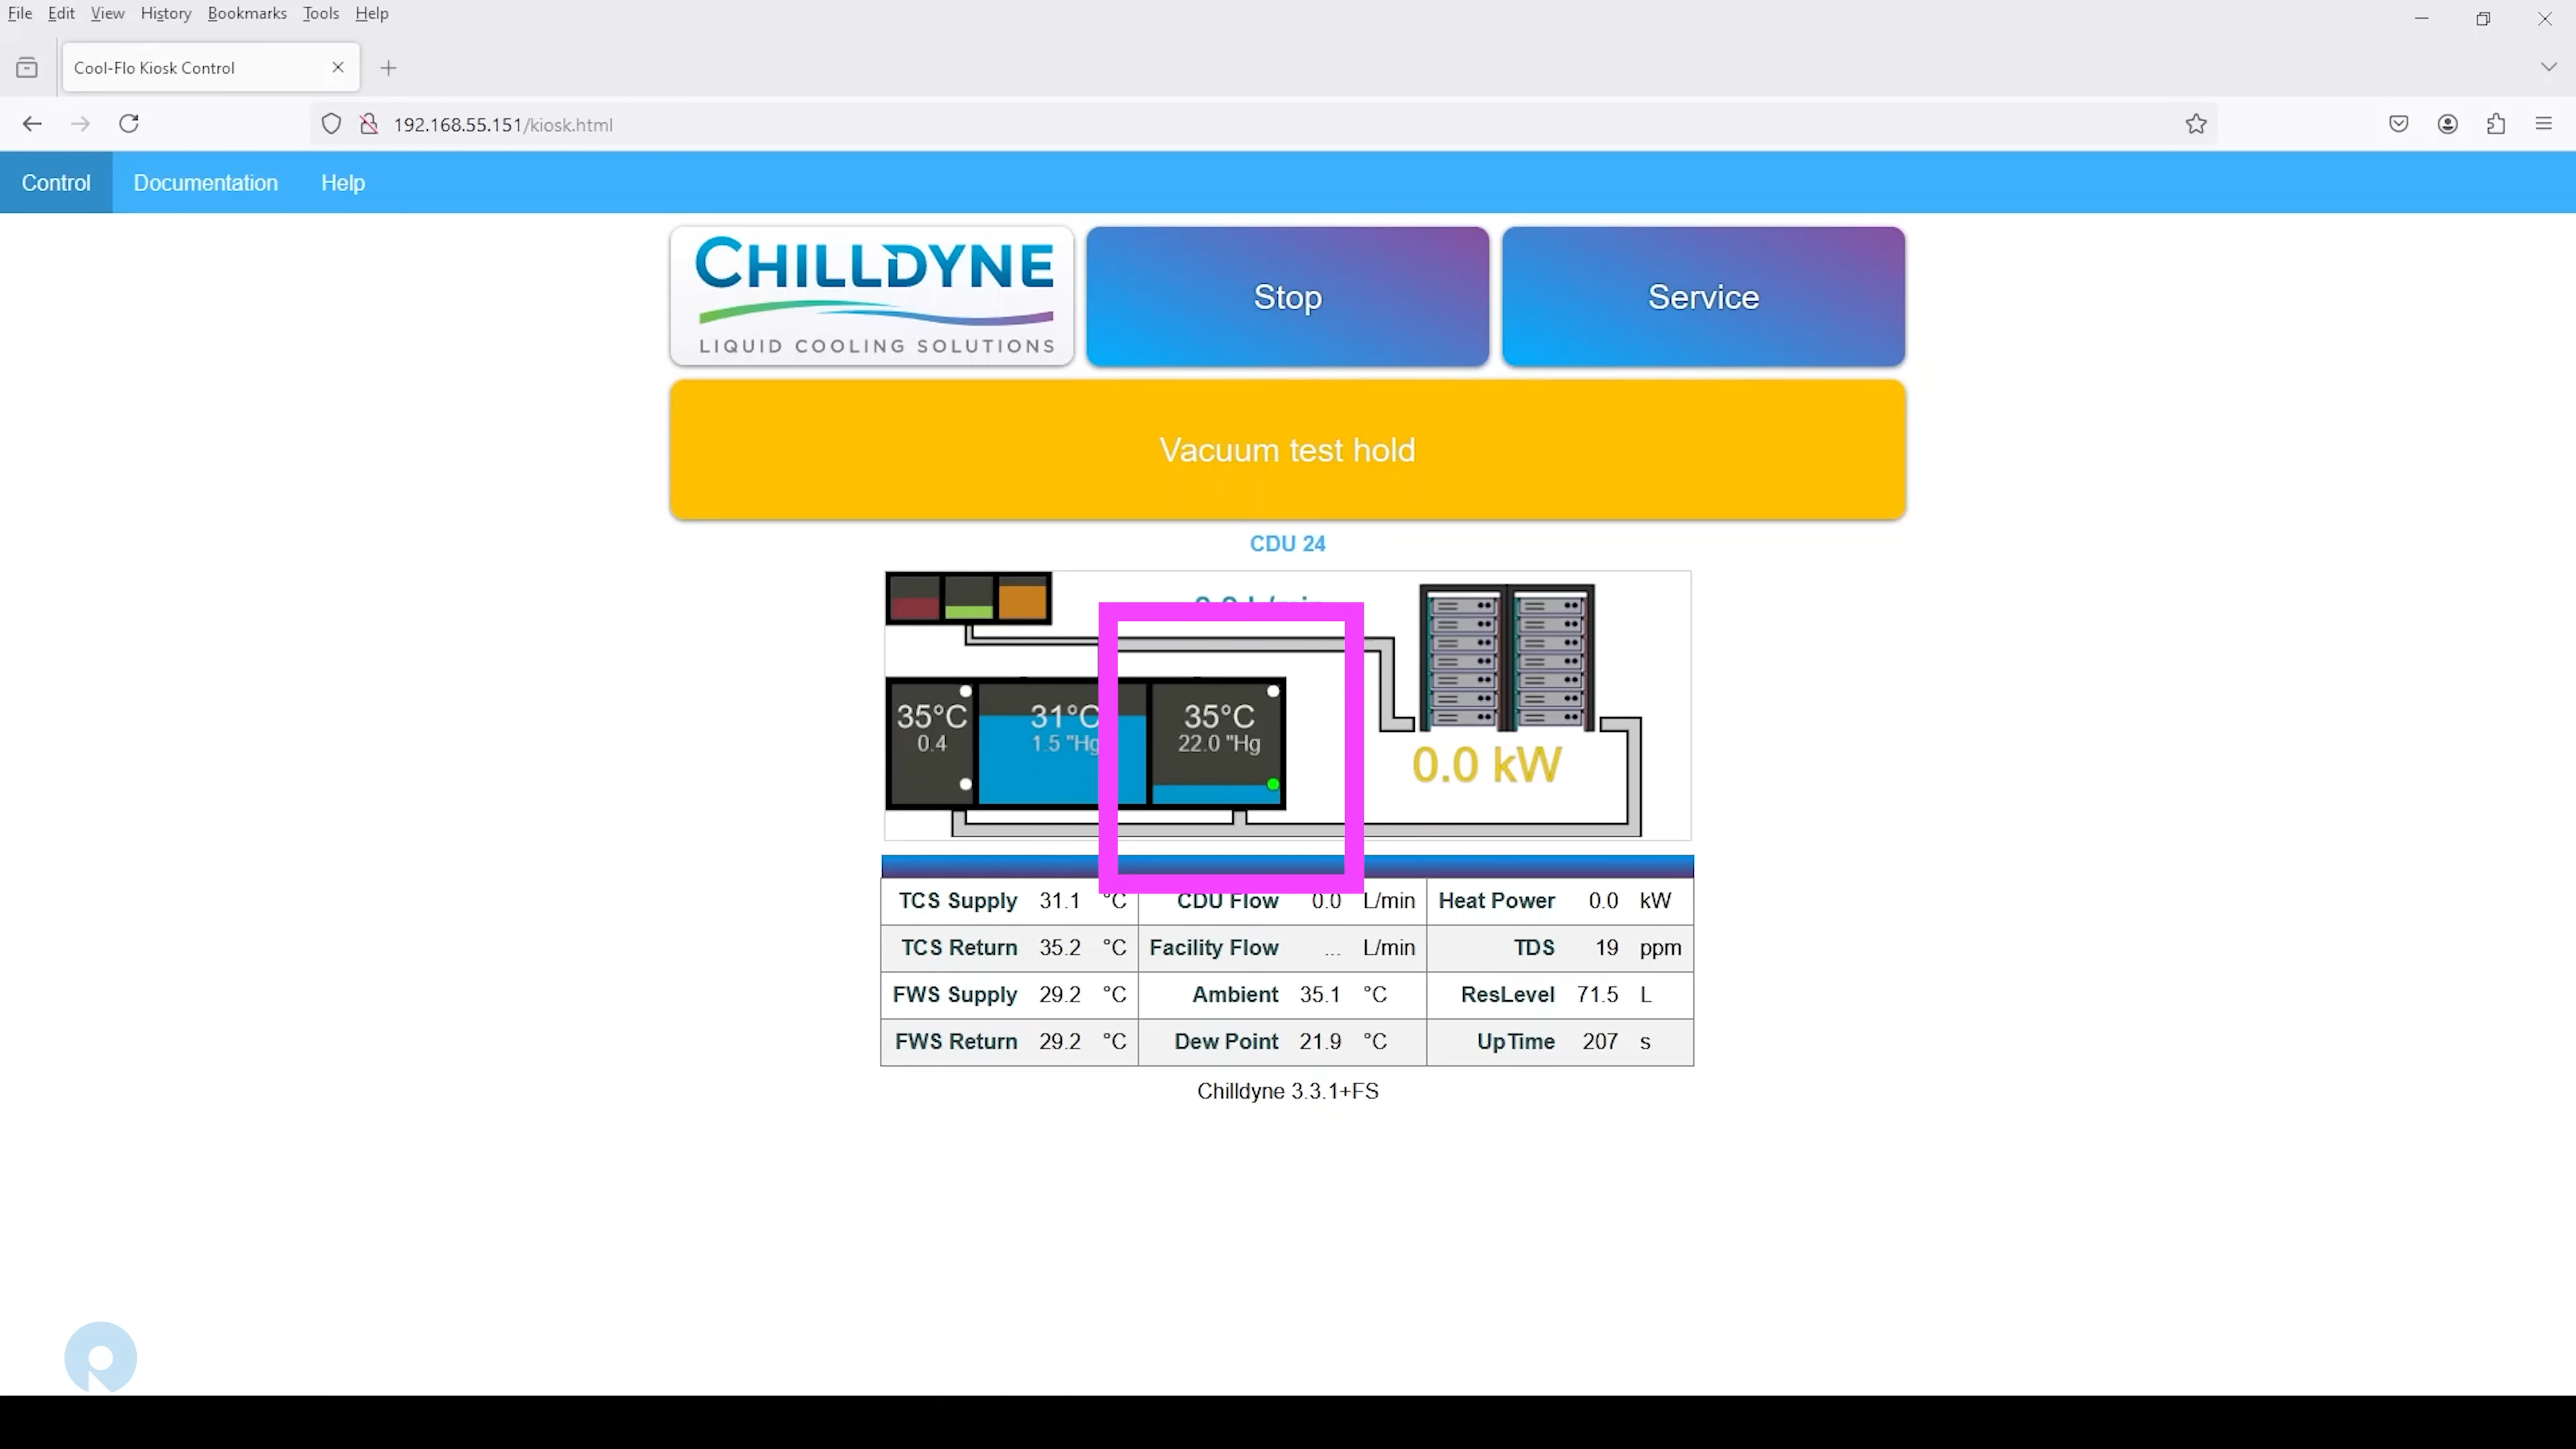 File Edit View History Bookmarks Tools Help
Cool-Flo Kiosk Control
192.168.55.151/kiosk.html
Control Documentation Help
CHILLDYNE
LIQUID COOLING SOLUTIONS
Stop
Service
Vacuum test hold
CDU 24
35°C
0.4
31°C
1.5 "Hg
35°C
22.0 "Hg
0.0 kW
TCS Supply 31.1 °C CDU Flow 0.0 L/min Heat Power 0.0 kW
TCS Return 35.2 °C Facility Flow ... L/min TDS 19 ppm
FWS Supply 29.2 °C Ambient 35.1 °C ResLevel 71.5 L
FWS Return 29.2 °C Dew Point 21.9 °C UpTime 207 s
Chilldyne 3.3.1+FS